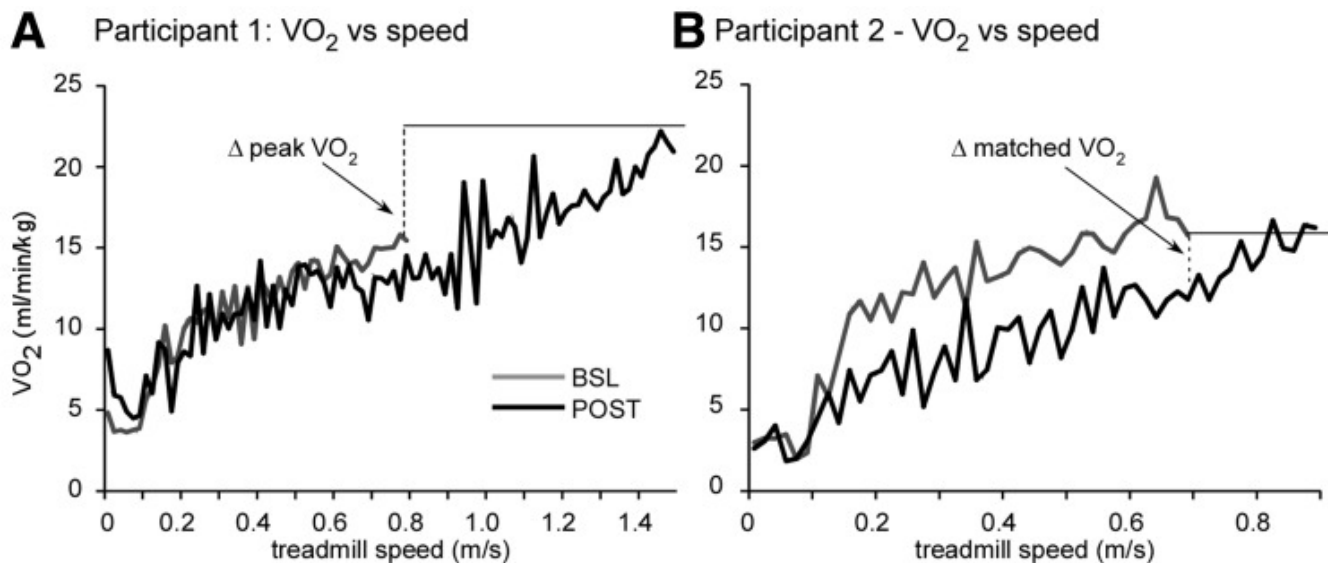 A Participant 1: VO2 vs speed
25
20
15
10
5
0
VO2 (ml/min/kg)
Δ peak VO2
BSL
POST
0 0.2 0.4 0.6 0.8 1.0 1.2 1.4
treadmill speed (m/s)
B Participant 2 - VO2 vs speed
25
20
15
10
5
0
Δ matched VO2
0 0.2 0.4 0.6 0.8
treadmill speed (m/s)